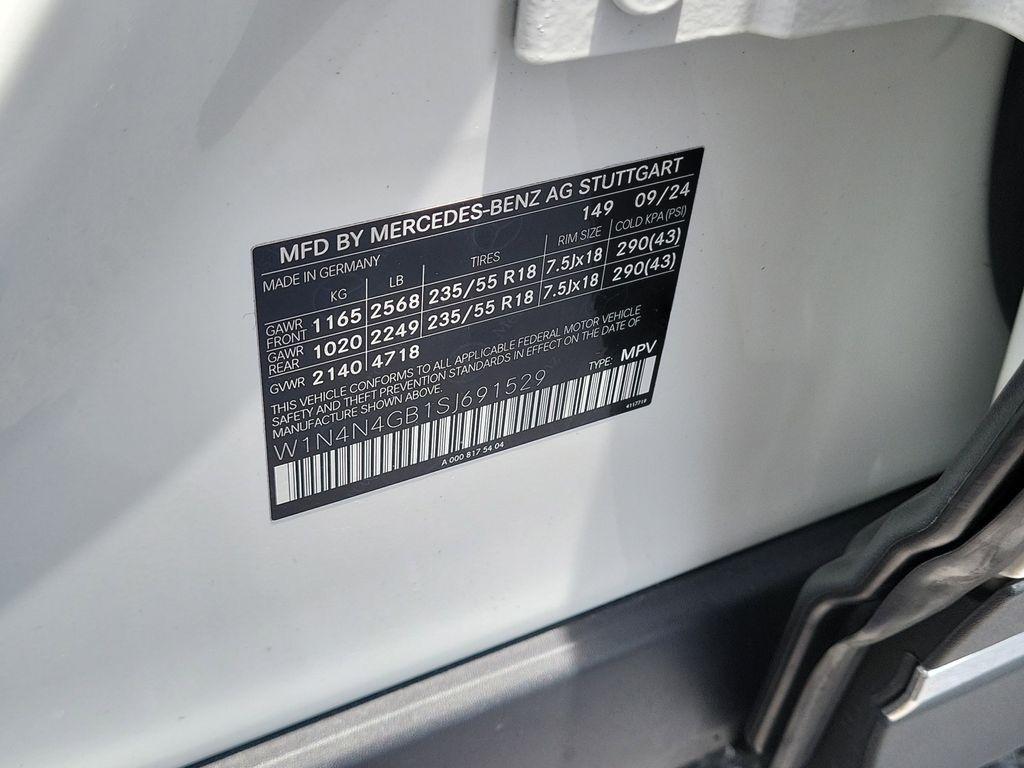 MFD BY MERCEDES-BENZ AG STUTTGART
MADE IN GERMANY 149 09/24
KG LB TIRES RIM SIZE COLD KPA (PSI)
GAWR FRONT 1165 2568 235/55 R18 7.5Jx18 290(43)
GAWR REAR 1020 2249 235/55 R18 7.5Jx18 290(43)
GVWR 2140 4718
THIS VEHICLE CONFORMS TO ALL APPLICABLE FEDERAL MOTOR VEHICLE
SAFETY AND THEFT PREVENTION STANDARDS IN EFFECT ON THE DATE OF
MANUFACTURE SHOWN ABOVE. TYPE: MPV
W1N4N4GB1SJ691529
A 000 817 54 04 4157719